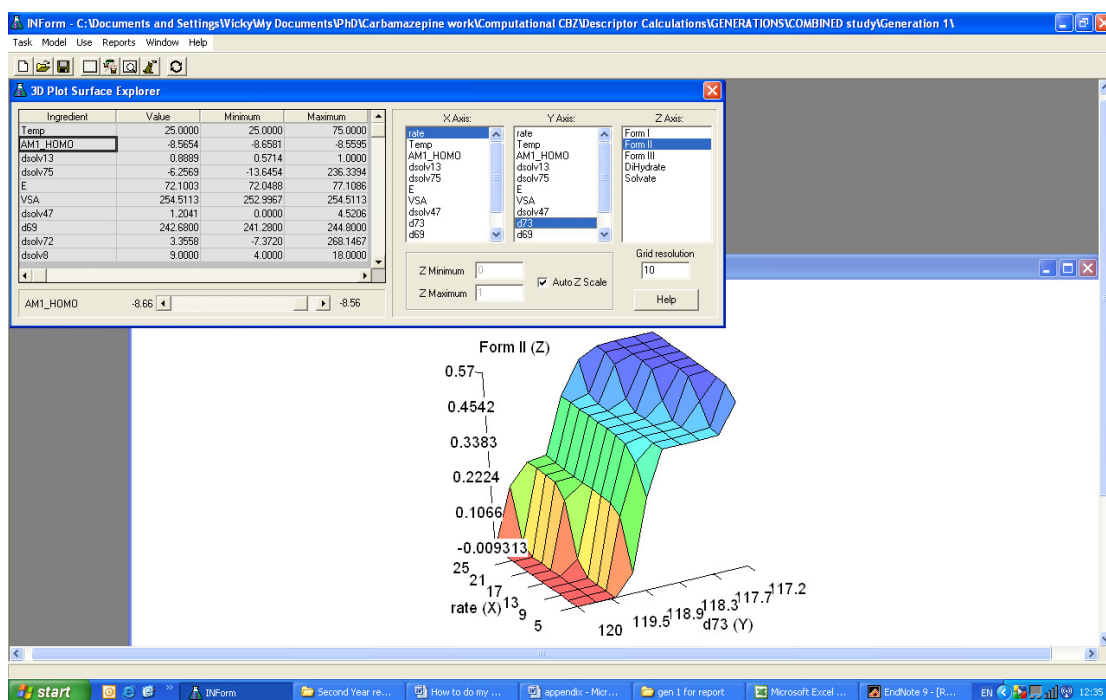 INForm - C:\Documents and Settings\Vicky\My Documents\PhD\Carbamazepine work\Computational CBZ\Descriptor Calculations\GENERATIONS\COMBINED study\Generation 1\
Task Model Use Reports Window Help
3D Plot Surface Explorer
Ingredient Value Minimum Maximum
Temp 25.0000 25.0000 75.0000
AM1_HOMO -8.5654 -8.6581 -8.5595
dsolv13 0.8889 0.5714 1.0000
dsolv75 -6.2569 -13.6454 236.3394
E 72.1003 72.0488 77.1086
VSA 254.5113 252.9967 254.5113
dsolv47 1.2041 0.0000 4.5206
d69 242.6800 241.2800 244.8000
dsolv72 3.3558 -7.3720 268.1467
dsolv8 9.0000 4.0000 18.0000
AM1_HOMO -8.66 -8.56
X Axis:
rate
Temp
AM1_HOMO
dsolv13
dsolv75
E
VSA
dsolv47
d73
d69
Y Axis:
rate
Temp
AM1_HOMO
dsolv13
dsolv75
E
VSA
dsolv47
d73
d69
Z Axis:
Form I
Form II
Form III
DiHydrate
Solvate
Z Minimum 0
Z Maximum 1
Auto Z Scale
Grid resolution
10
Help
Form II (Z)
0.57
0.4542
0.3383
0.2224
0.1066
-0.009313
25
21
17
13
9
5
rate (X)
120
119.5
118.9
118.3
117.7
117.2
d73 (Y)
start » INForm Second Year re... How to do my ... appendix - Micr... gen 1 for report Microsoft Excel ... EndNote 9 - [R... EN 12:35